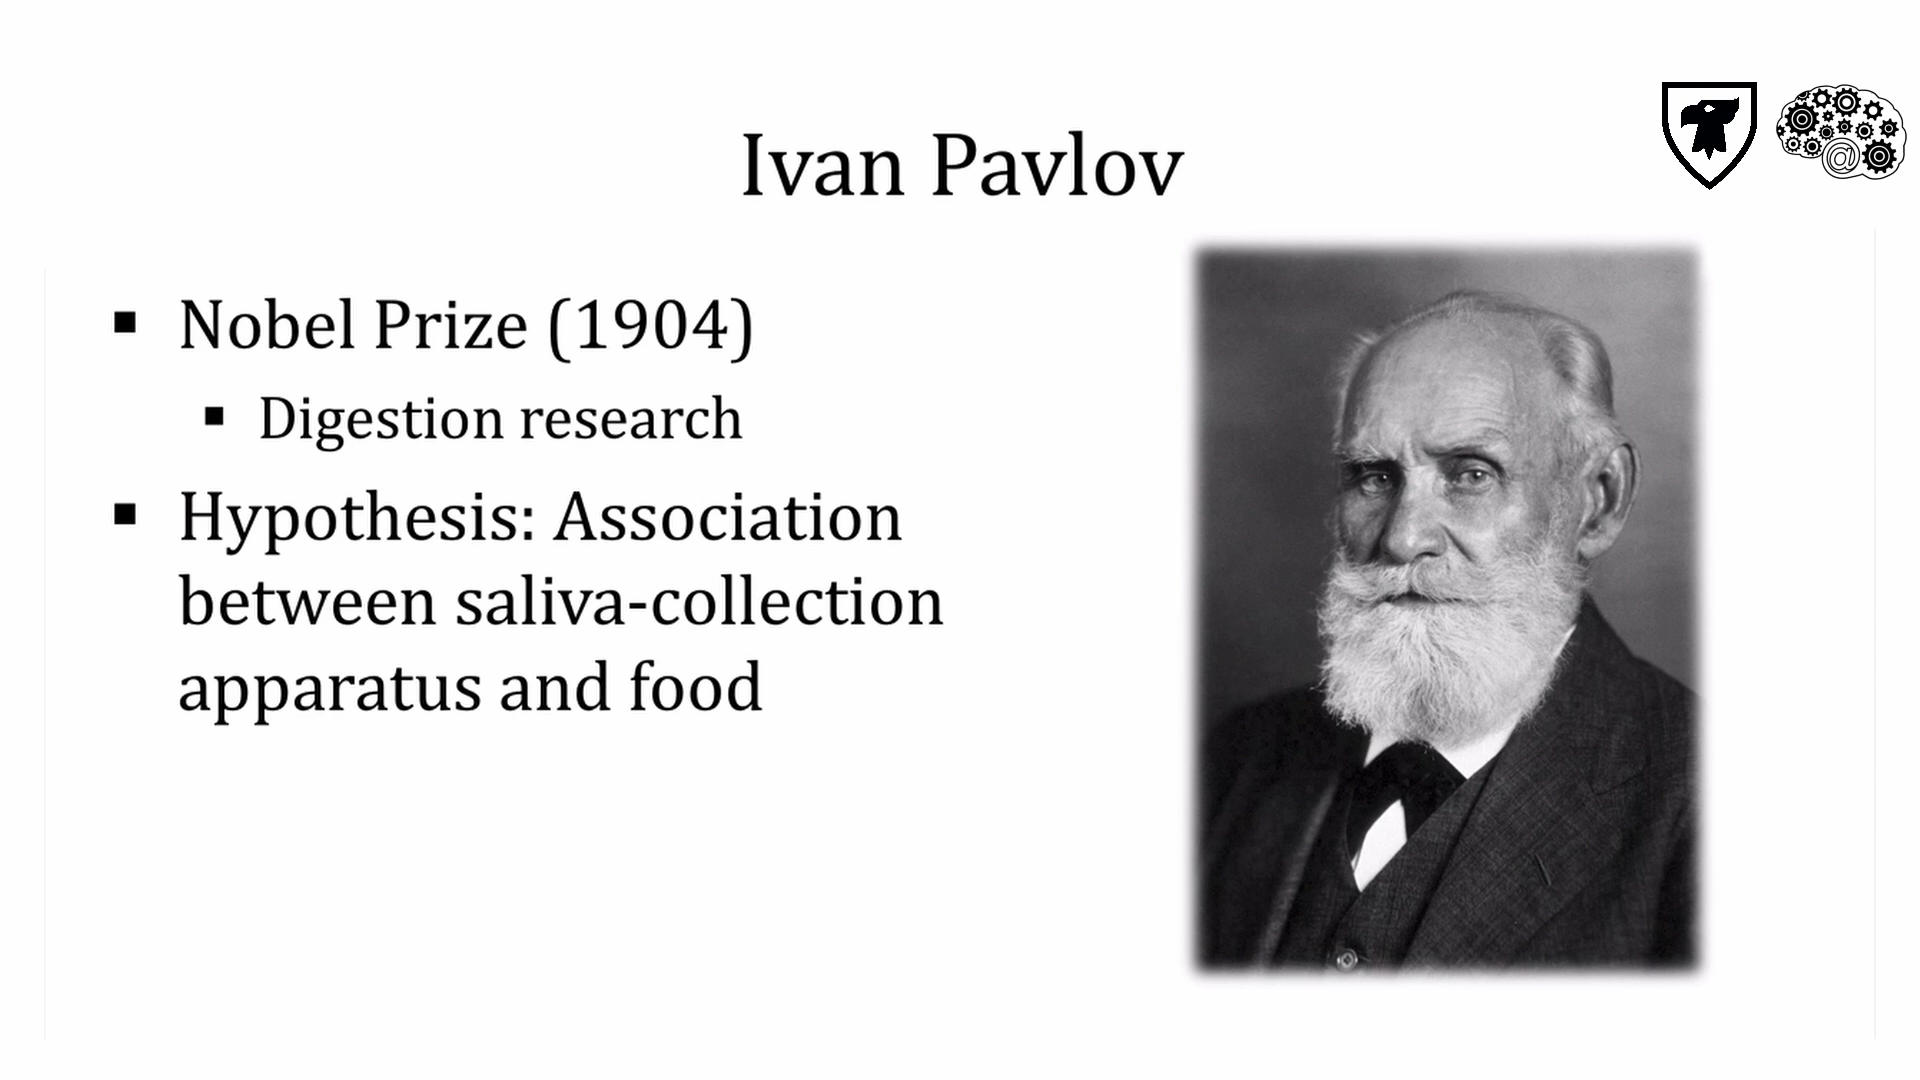 Ivan Pavlov
▪ Nobel Prize (1904)
▪ Digestion research
▪ Hypothesis: Association
between saliva-collection
apparatus and food
@